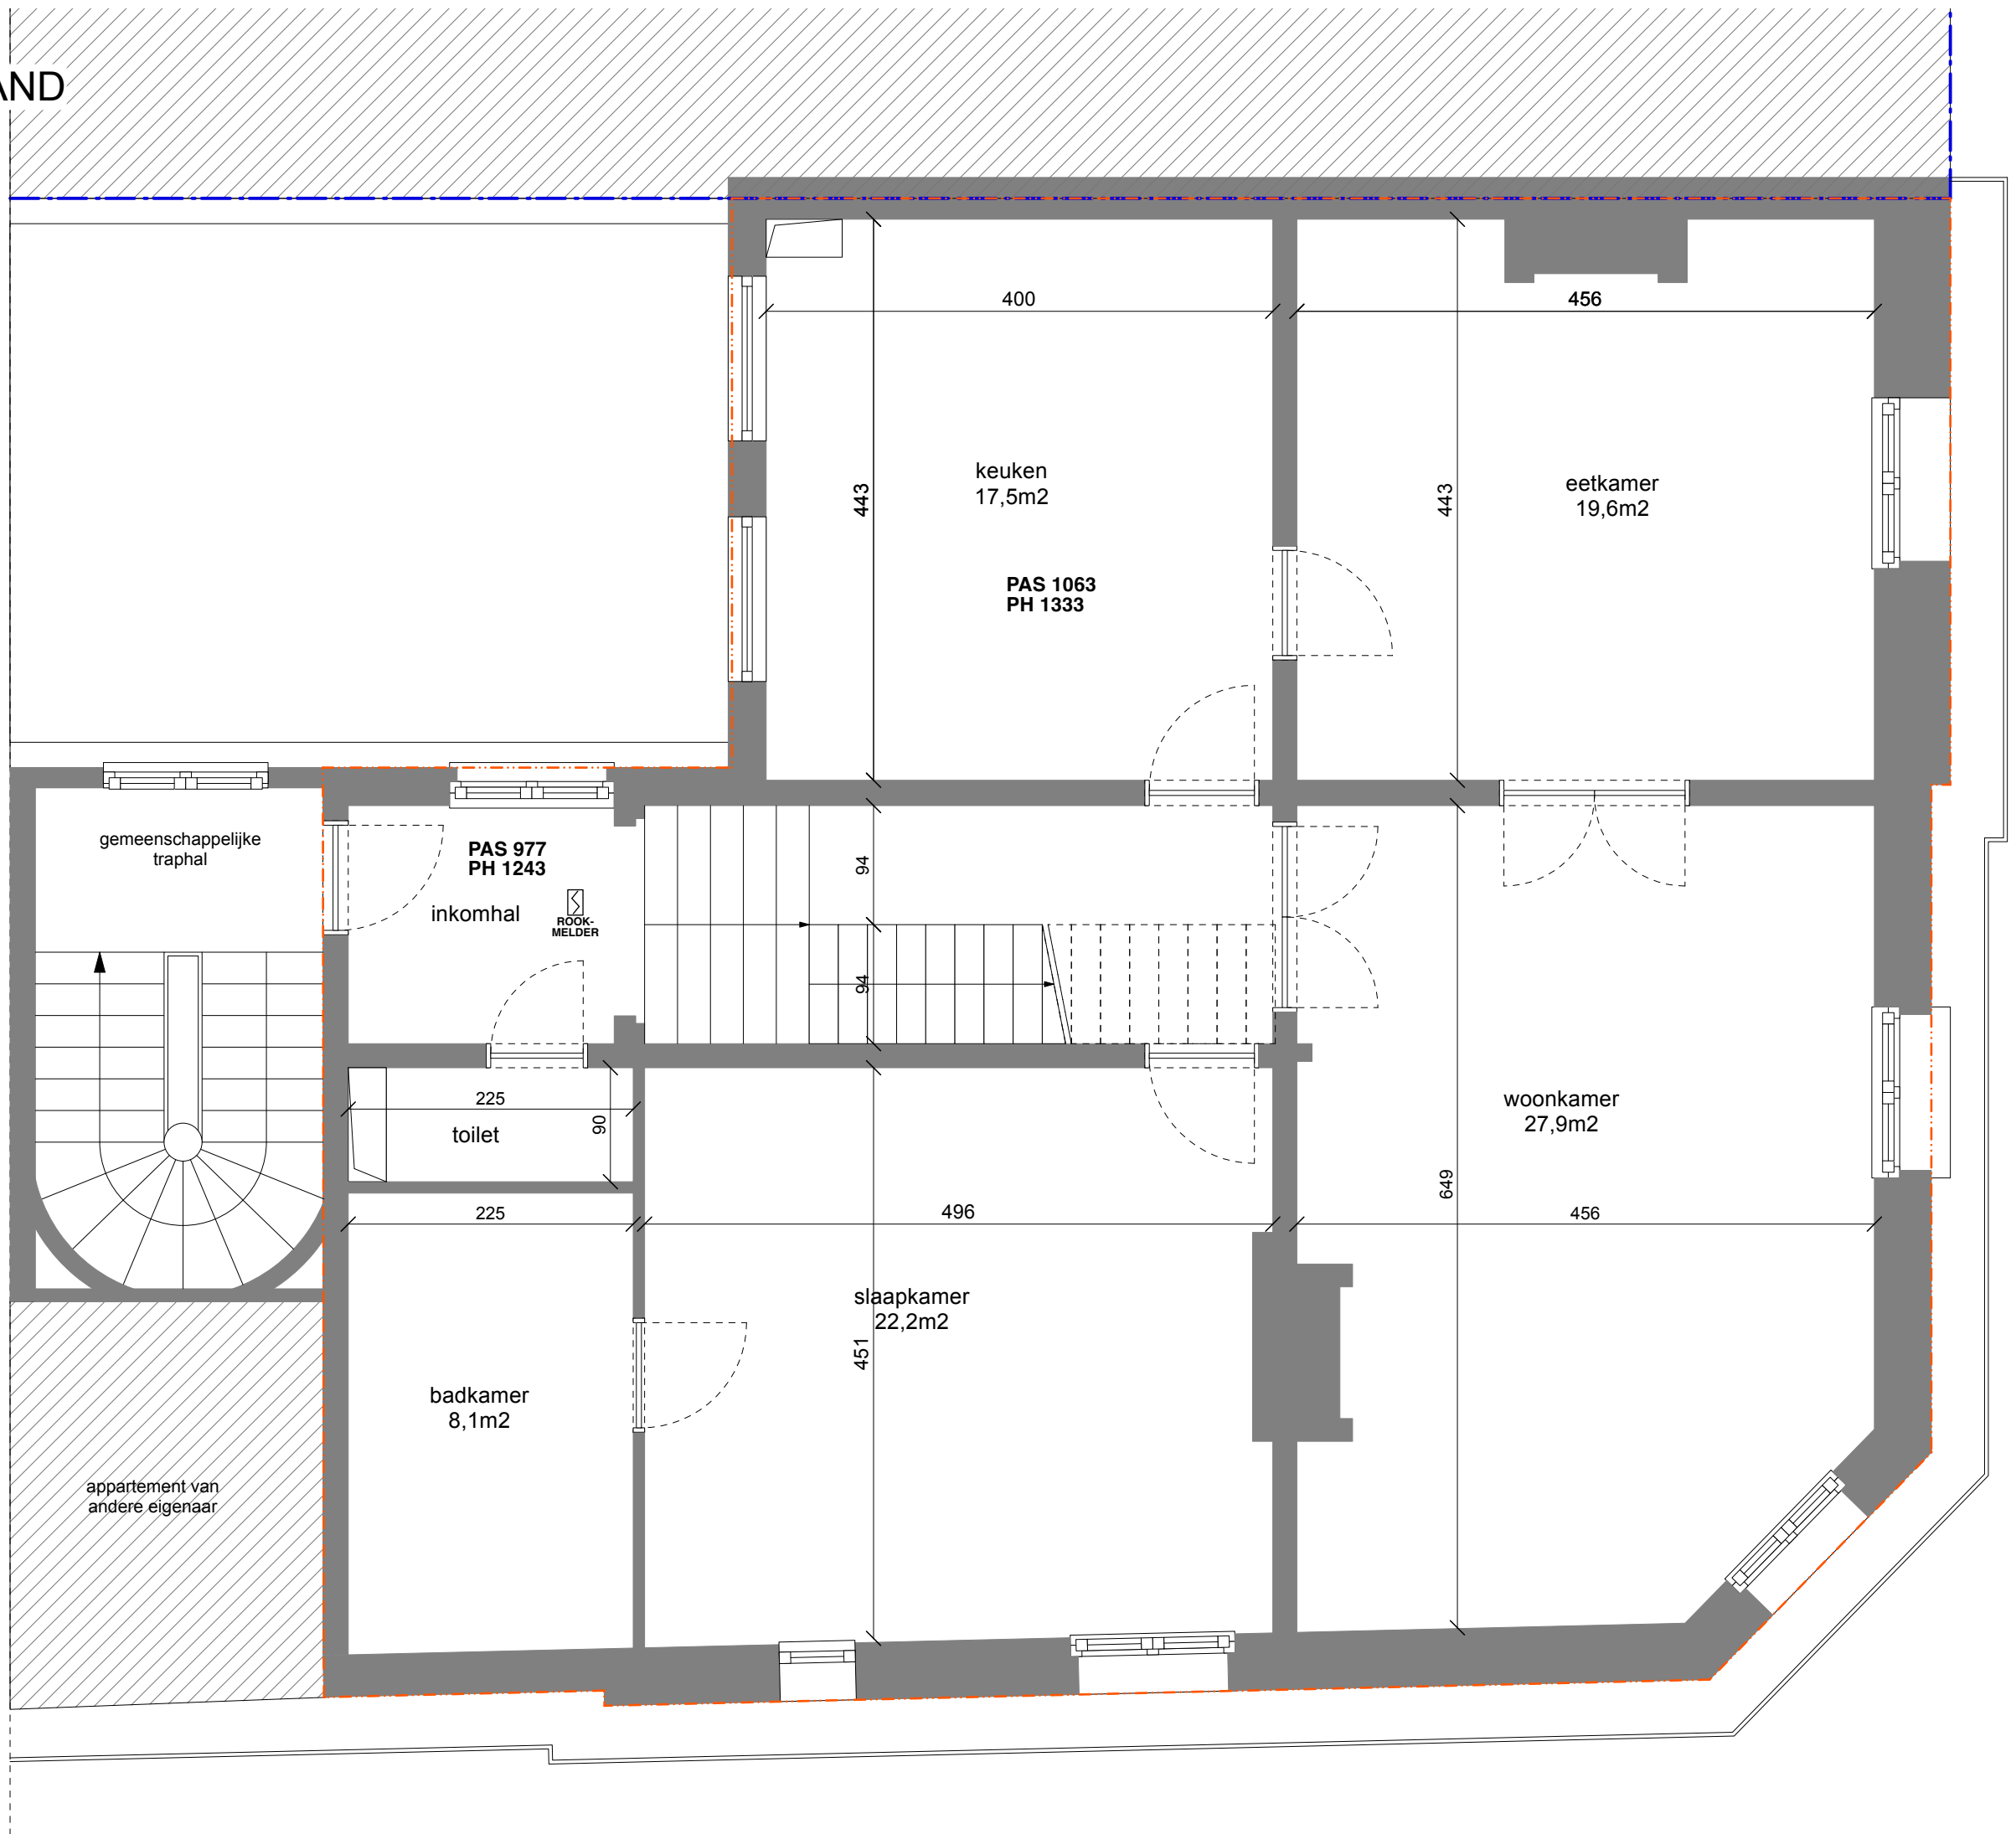 AND
400
456
keuken
17,5m2
443
443
eetkamer
19,6m2
PAS 1063
PH 1333
gemeenschappelijke
traphal
PAS 977
PH 1243
inkomhal
ROOK-
MELDER
94
94
225
toilet
90
woonkamer
27,9m2
649
225
496
456
slaapkamer
22,2m2
451
badkamer
8,1m2
appartement van
andere eigenaar